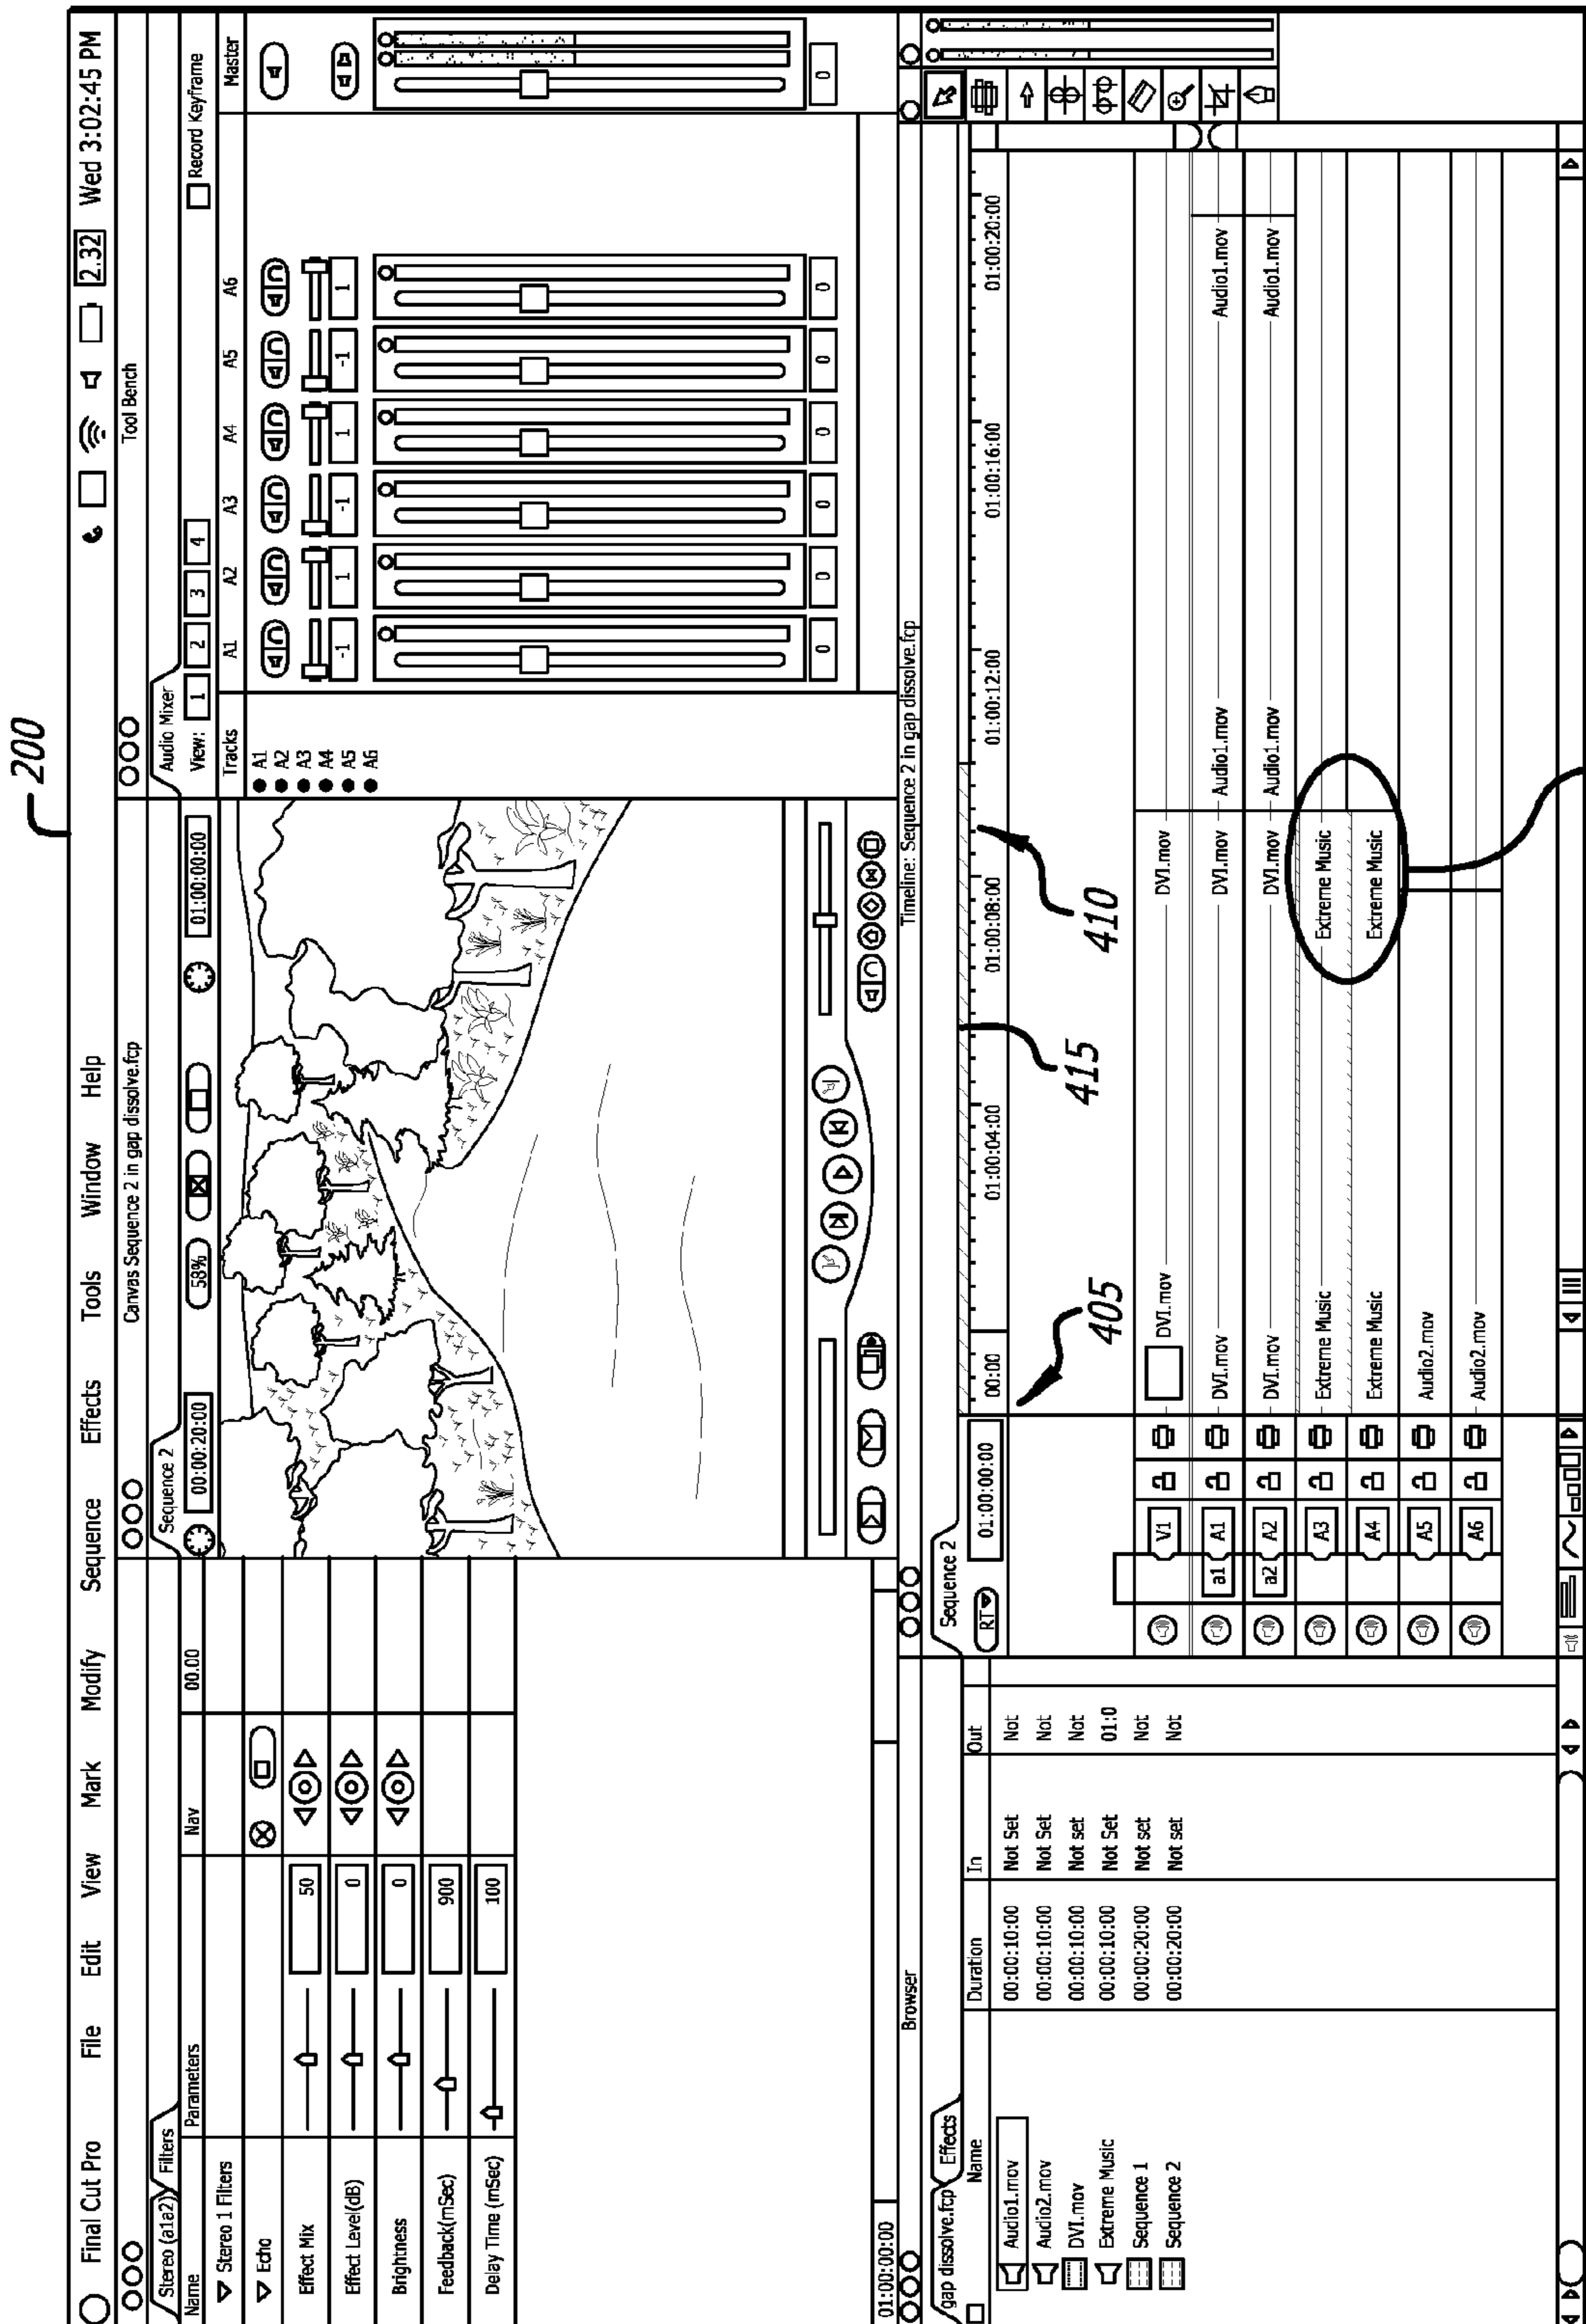 200
Final Cut Pro File Edit View Mark Modify Sequence Effects Tools Window Help 2.32 Wed 3:02:45 PM
Stereo (a1a2) Filters
Name Parameters Nav 00.00
Stereo 1 Filters
Echo
Effect Mix 50
Effect Level(dB) 0
Brightness 0
Feedback(mSec) 900
Delay Time (mSec) 100
01:00:00:00
Canvas Sequence 2 in gap dissolve.fcp
Sequence 2
00:00:20:00 58% 01:00:00:00
Tool Bench
Audio Mixer
View: 1 2 3 4 Record Keyframe
Tracks A1 A2 A3 A4 A5 A6 Master
A1
A2
A3
A4
A5
A6
-1 1 -1 1 -1 1
0 0 0 0 0 0 0
Browser
gap dissolve.fcp Effects
Name Duration In Out
Audio1.mov 00:00:10:00 Not Set Not
Audio2.mov 00:00:10:00 Not Set Not
DVI.mov 00:00:10:00 Not set Not
Extreme Music 00:00:10:00 Not Set 01:0
Sequence 1 00:00:20:00 Not set Not
Sequence 2 00:00:20:00 Not set Not
Timeline: Sequence 2 in gap dissolve.fcp
Sequence 2
RT 01:00:00:00 00:00 01:00:04:00 01:00:08:00 01:00:12:00 01:00:16:00 01:00:20:00
405 415 410
V1 DVI.mov DVI.mov
a1 A1 DVI.mov DVI.mov Audio1.mov Audio1.mov
a2 A2 DVI.mov DVI.mov Audio1.mov Audio1.mov
A3 Extreme Music Extreme Music
A4 Extreme Music Extreme Music
A5 Audio2.mov
A6 Audio2.mov